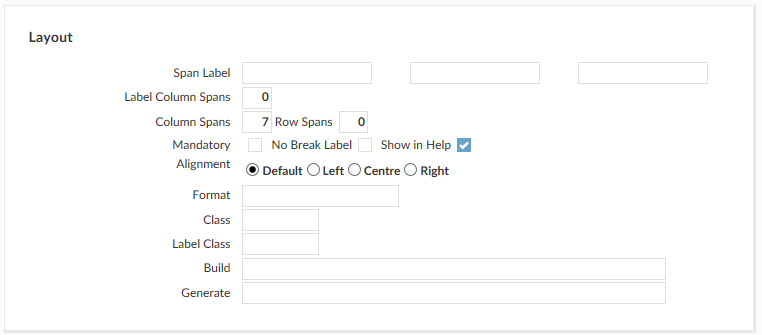 Layout
Span Label
Label Column Spans 0
Column Spans 7 Row Spans 0
Mandatory No Break Label Show in Help
Alignment Default Left Centre Right
Format
Class
Label Class
Build
Generate